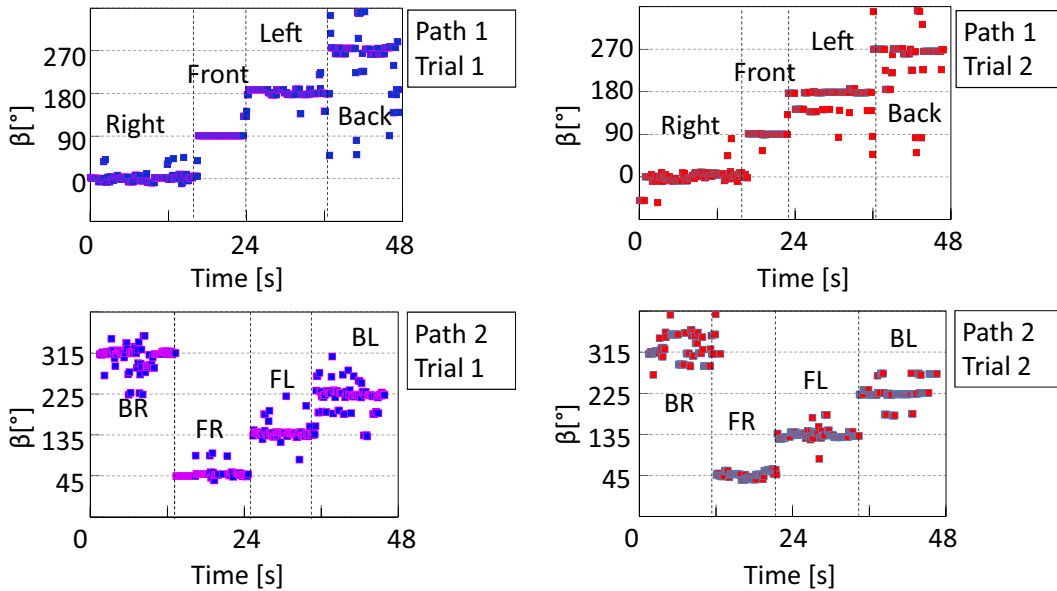 β[°]
270
180
90
0
Right
Front
Left
Back
0
24
48
Time [s]
Path 1
Trial 1
β[°]
270
180
90
0
Right
Front
Left
Back
0
24
48
Time [s]
Path 1
Trial 2
β[°]
315
225
135
45
BR
FR
FL
BL
0
24
48
Time [s]
Path 2
Trial 1
β[°]
315
225
135
45
BR
FR
FL
BL
0
24
48
Time [s]
Path 2
Trial 2